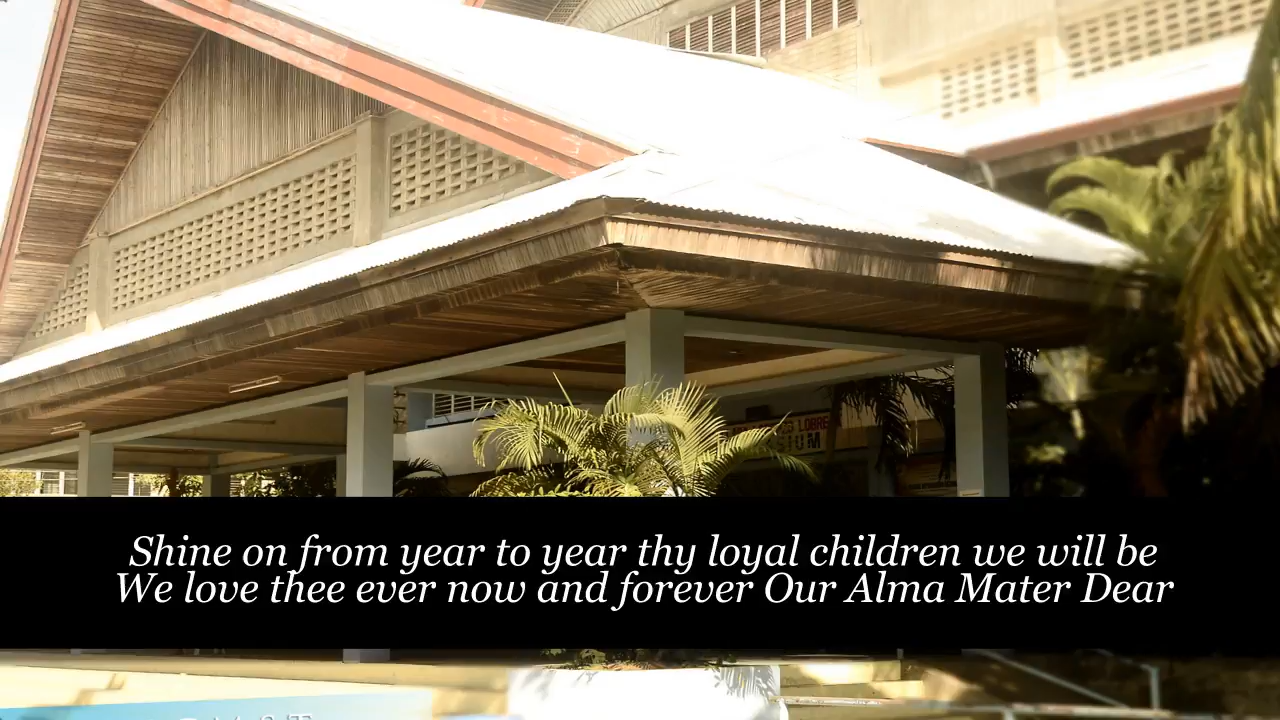 Shine on from year to year thy loyal children we will be
We love thee ever now and forever Our Alma Mater Dear